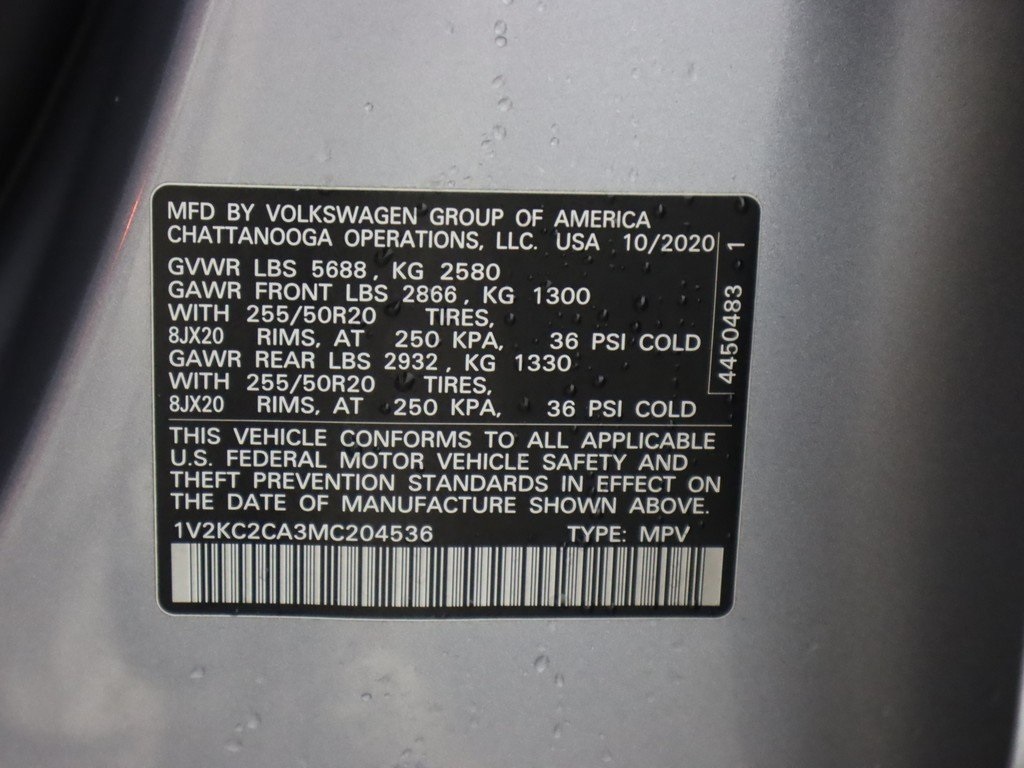 MFD BY VOLKSWAGEN GROUP OF AMERICA
CHATTANOOGA OPERATIONS, LLC. USA 10/2020
GVWR LBS 5688, KG 2580
GAWR FRONT LBS 2866, KG 1300
WITH 255/50R20 TIRES,
8JX20 RIMS, AT 250 KPA, 36 PSI COLD
GAWR REAR LBS 2932, KG 1330
WITH 255/50R20 TIRES,
8JX20 RIMS, AT 250 KPA, 36 PSI COLD
4450483 1
THIS VEHICLE CONFORMS TO ALL APPLICABLE
U.S. FEDERAL MOTOR VEHICLE SAFETY AND
THEFT PREVENTION STANDARDS IN EFFECT ON
THE DATE OF MANUFACTURE SHOWN ABOVE.
1V2KC2CA3MC204536 TYPE: MPV